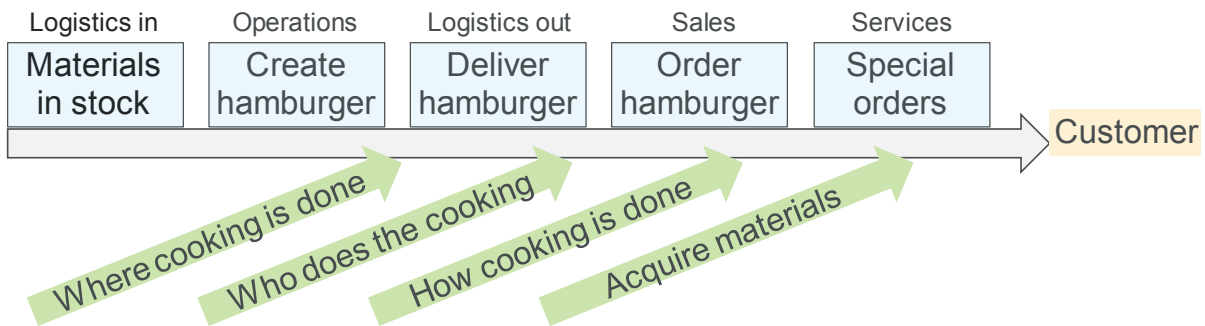 Logistics in
Operations
Logistics out
Sales
Services
Materials
in stock
Create
hamburger
Deliver
hamburger
Order
hamburger
Special
orders
Customer
Where cooking is done
Who does the cooking
How cooking is done
Acquire materials